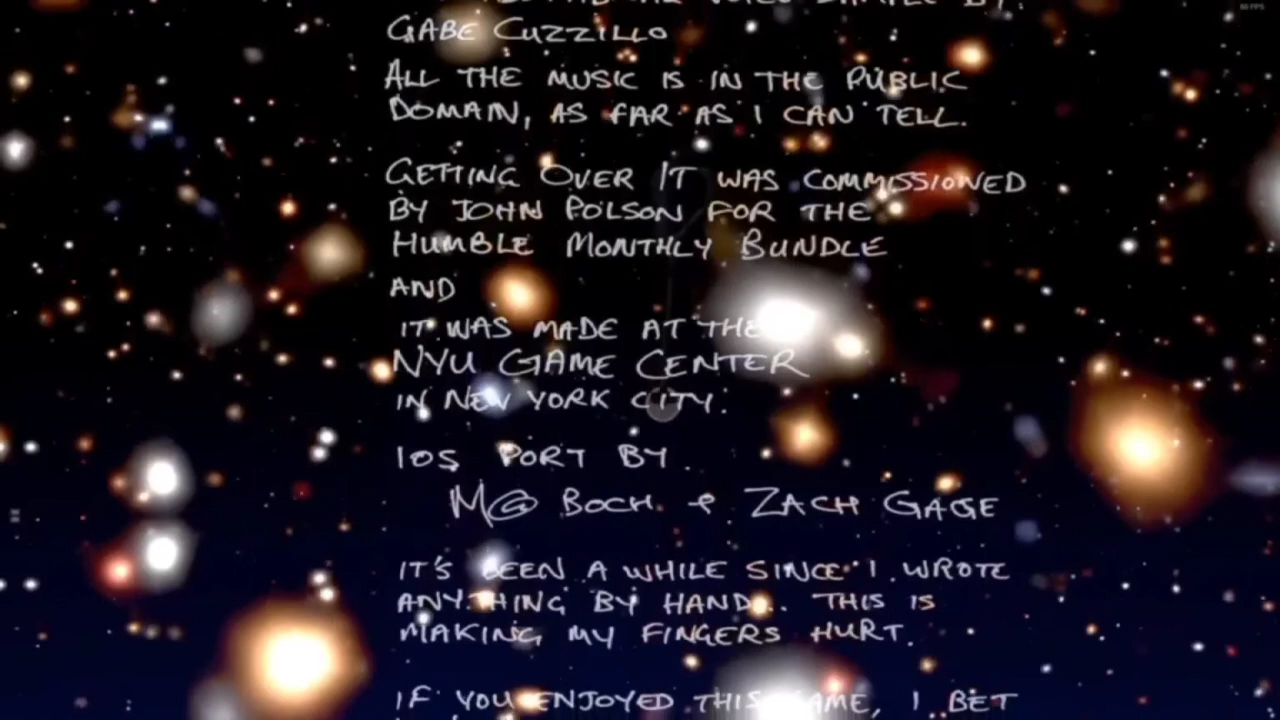 GABE CUZZILLO
ALL THE MUSIC IS IN THE PUBLIC
DOMAIN, AS FAR AS I CAN TELL.
GETTING OVER IT WAS COMMISSIONED
BY JOHN POLSON FOR THE
HUMBLE MONTHLY BUNDLE
AND
IT WAS MADE AT THE
NYU GAME CENTER
IN NEW YORK CITY.
IOS PORT BY
M@ BOCH & ZACH GAGE
IT'S BEEN A WHILE SINCE I WROTE
ANYTHING BY HAND.. THIS IS
MAKING MY FINGERS HURT.
IF YOU ENJOYED THIS GAME, I BET
60 FPS